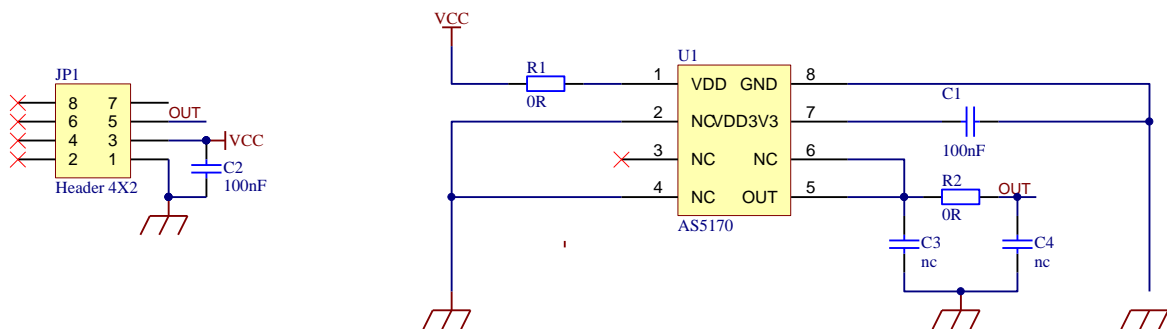 JP1
8 7
6 5 OUT
4 3 VCC
2 1
Header 4X2
C2
100nF
VCC
R1
0R
U1
1 VDD GND 8
2 NC VDD3V3 7
3 NC NC 6
4 NC OUT 5
AS5170
C1
100nF
R2
0R
OUT
C3
nc
C4
nc